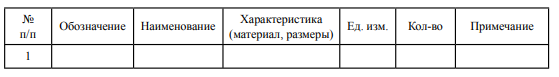 № п/п Обозначение Наименование Характеристика (материал, размеры) Ед. изм. Кол-во Примечание
1